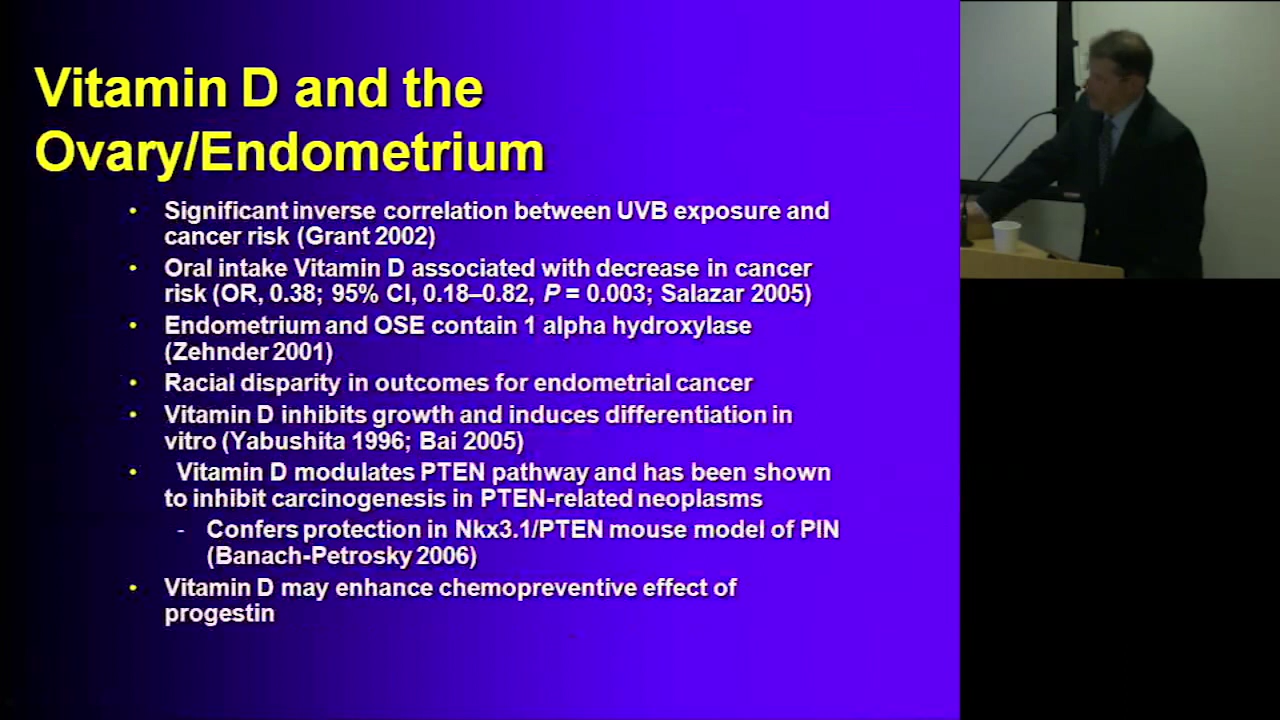 Vitamin D and the
Ovary/Endometrium
• Significant inverse correlation between UVB exposure and
cancer risk (Grant 2002)
• Oral intake Vitamin D associated with decrease in cancer
risk (OR, 0.38; 95% CI, 0.18–0.82, P = 0.003; Salazar 2005)
• Endometrium and OSE contain 1 alpha hydroxylase
(Zehnder 2001)
• Racial disparity in outcomes for endometrial cancer
• Vitamin D inhibits growth and induces differentiation in
vitro (Yabushita 1996; Bai 2005)
• Vitamin D modulates PTEN pathway and has been shown
to inhibit carcinogenesis in PTEN-related neoplasms
- Confers protection in Nkx3.1/PTEN mouse model of PIN
(Banach-Petrosky 2006)
• Vitamin D may enhance chemopreventive effect of
progestin